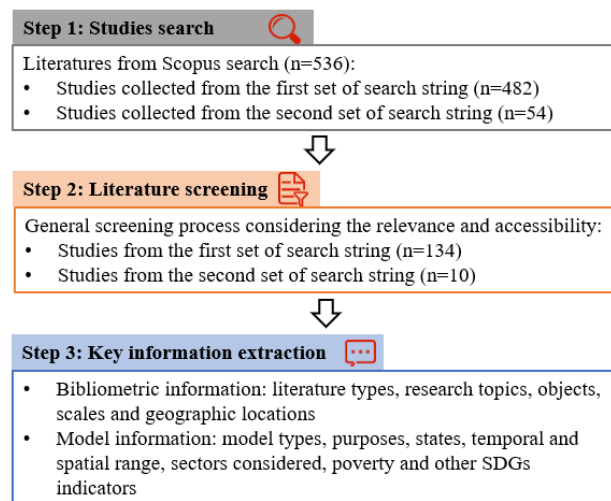 Step 1: Studies search
Literatures from Scopus search (n=536):
• Studies collected from the first set of search string (n=482)
• Studies collected from the second set of search string (n=54)
Step 2: Literature screening
General screening process considering the relevance and accessibility:
• Studies from the first set of search string (n=134)
• Studies from the second set of search string (n=10)
Step 3: Key information extraction
• Bibliometric information: literature types, research topics, objects,
scales and geographic locations
• Model information: model types, purposes, states, temporal and
spatial range, sectors considered, poverty and other SDGs
indicators